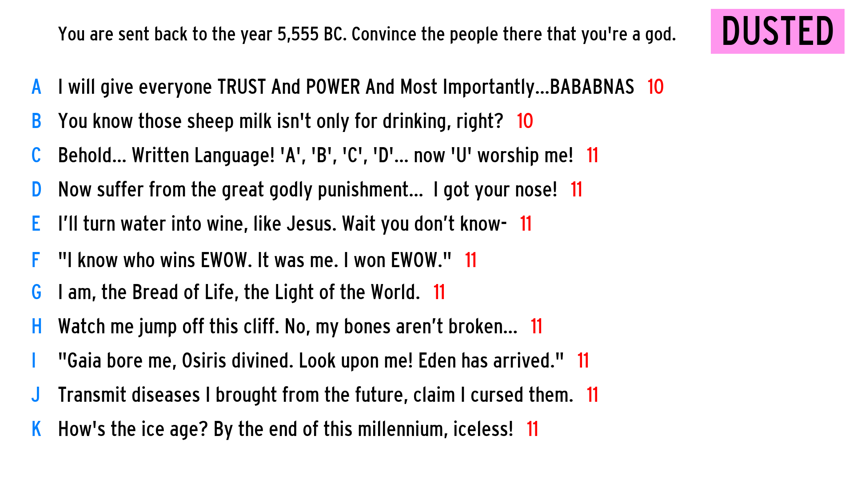 You are sent back to the year 5,555 BC. Convince the people there that you're a god.
DUSTED
A I will give everyone TRUST And POWER And Most Importantly...BABABNAS 10
B You know those sheep milk isn't only for drinking, right? 10
C Behold... Written Language! 'A', 'B', 'C', 'D'... now 'U' worship me! 11
D Now suffer from the great godly punishment... I got your nose! 11
E I’ll turn water into wine, like Jesus. Wait you don’t know- 11
F "I know who wins EWOW. It was me. I won EWOW." 11
G I am, the Bread of Life, the Light of the World. 11
H Watch me jump off this cliff. No, my bones aren’t broken... 11
I "Gaia bore me, Osiris divined. Look upon me! Eden has arrived." 11
J Transmit diseases I brought from the future, claim I cursed them. 11
K How's the ice age? By the end of this millennium, iceless! 11